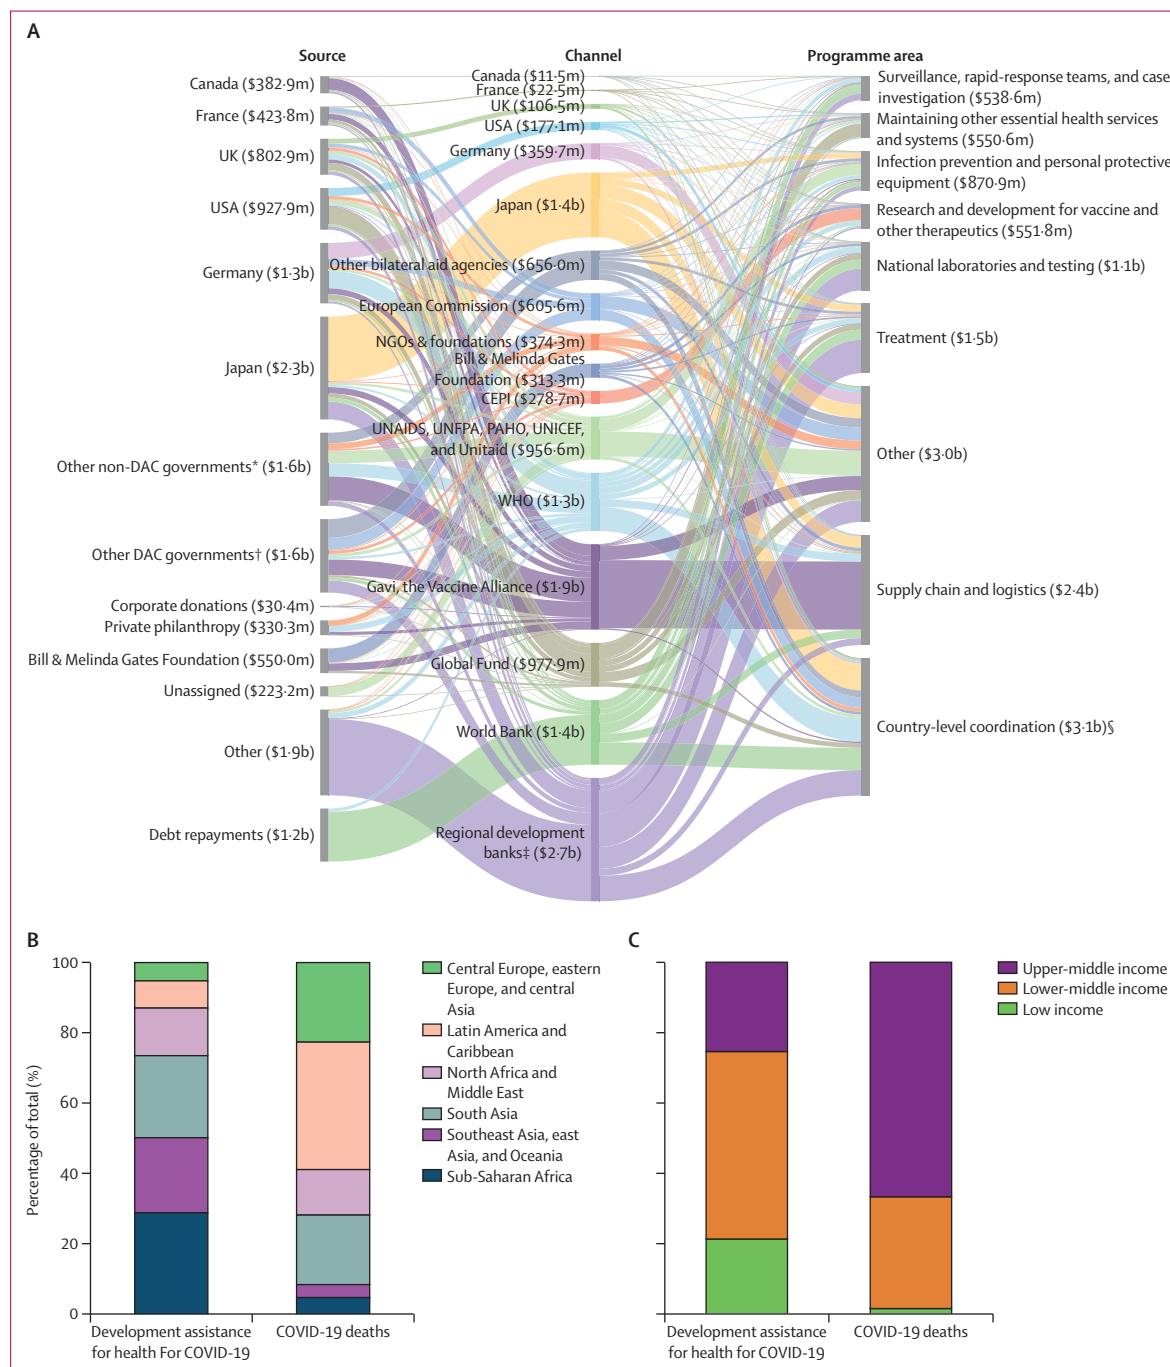 A
Source
Channel
Programme area
Canada ($382·9m)
France ($423·8m)
UK ($802·9m)
USA ($927·9m)
Germany ($1·3b)
Japan ($2·3b)
Other non-DAC governments* ($1·6b)
Other DAC governments† ($1·6b)
Corporate donations ($30·4m)
Private philanthropy ($330·3m)
Bill & Melinda Gates Foundation ($550·0m)
Unassigned ($223·2m)
Other ($1·9b)
Debt repayments ($1·2b)
Canada ($11·5m)
France ($22·5m)
UK ($106·5m)
USA ($177·1m)
Germany ($359·7m)
Japan ($1·4b)
Other bilateral aid agencies ($656·0m)
European Commission ($605·6m)
NGOs & foundations ($374·3m)
Bill & Melinda Gates
Foundation ($313·3m)
CEPI ($278·7m)
UNAIDS, UNFPA, PAHO, UNICEF,
and Unitaid ($956·6m)
WHO ($1·3b)
Gavi, the Vaccine Alliance ($1·9b)
Global Fund ($977·9m)
World Bank ($1·4b)
Regional development
banks‡ ($2·7b)
Surveillance, rapid-response teams, and case
investigation ($538·6m)
Maintaining other essential health services
and systems ($550·6m)
Infection prevention and personal protective
equipment ($870·9m)
Research and development for vaccine and
other therapeutics ($551·8m)
National laboratories and testing ($1·1b)
Treatment ($1·5b)
Other ($3·0b)
Supply chain and logistics ($2·4b)
Country-level coordination ($3·1b)§
B
Percentage of total (%)
100
80
60
40
20
0
Development assistance
for health For COVID-19
COVID-19 deaths
Central Europe, eastern
Europe, and central
Asia
Latin America and
Caribbean
North Africa and
Middle East
South Asia
Southeast Asia, east
Asia, and Oceania
Sub-Saharan Africa
C
Development assistance
for health for COVID-19
COVID-19 deaths
Upper-middle income
Lower-middle income
Low income